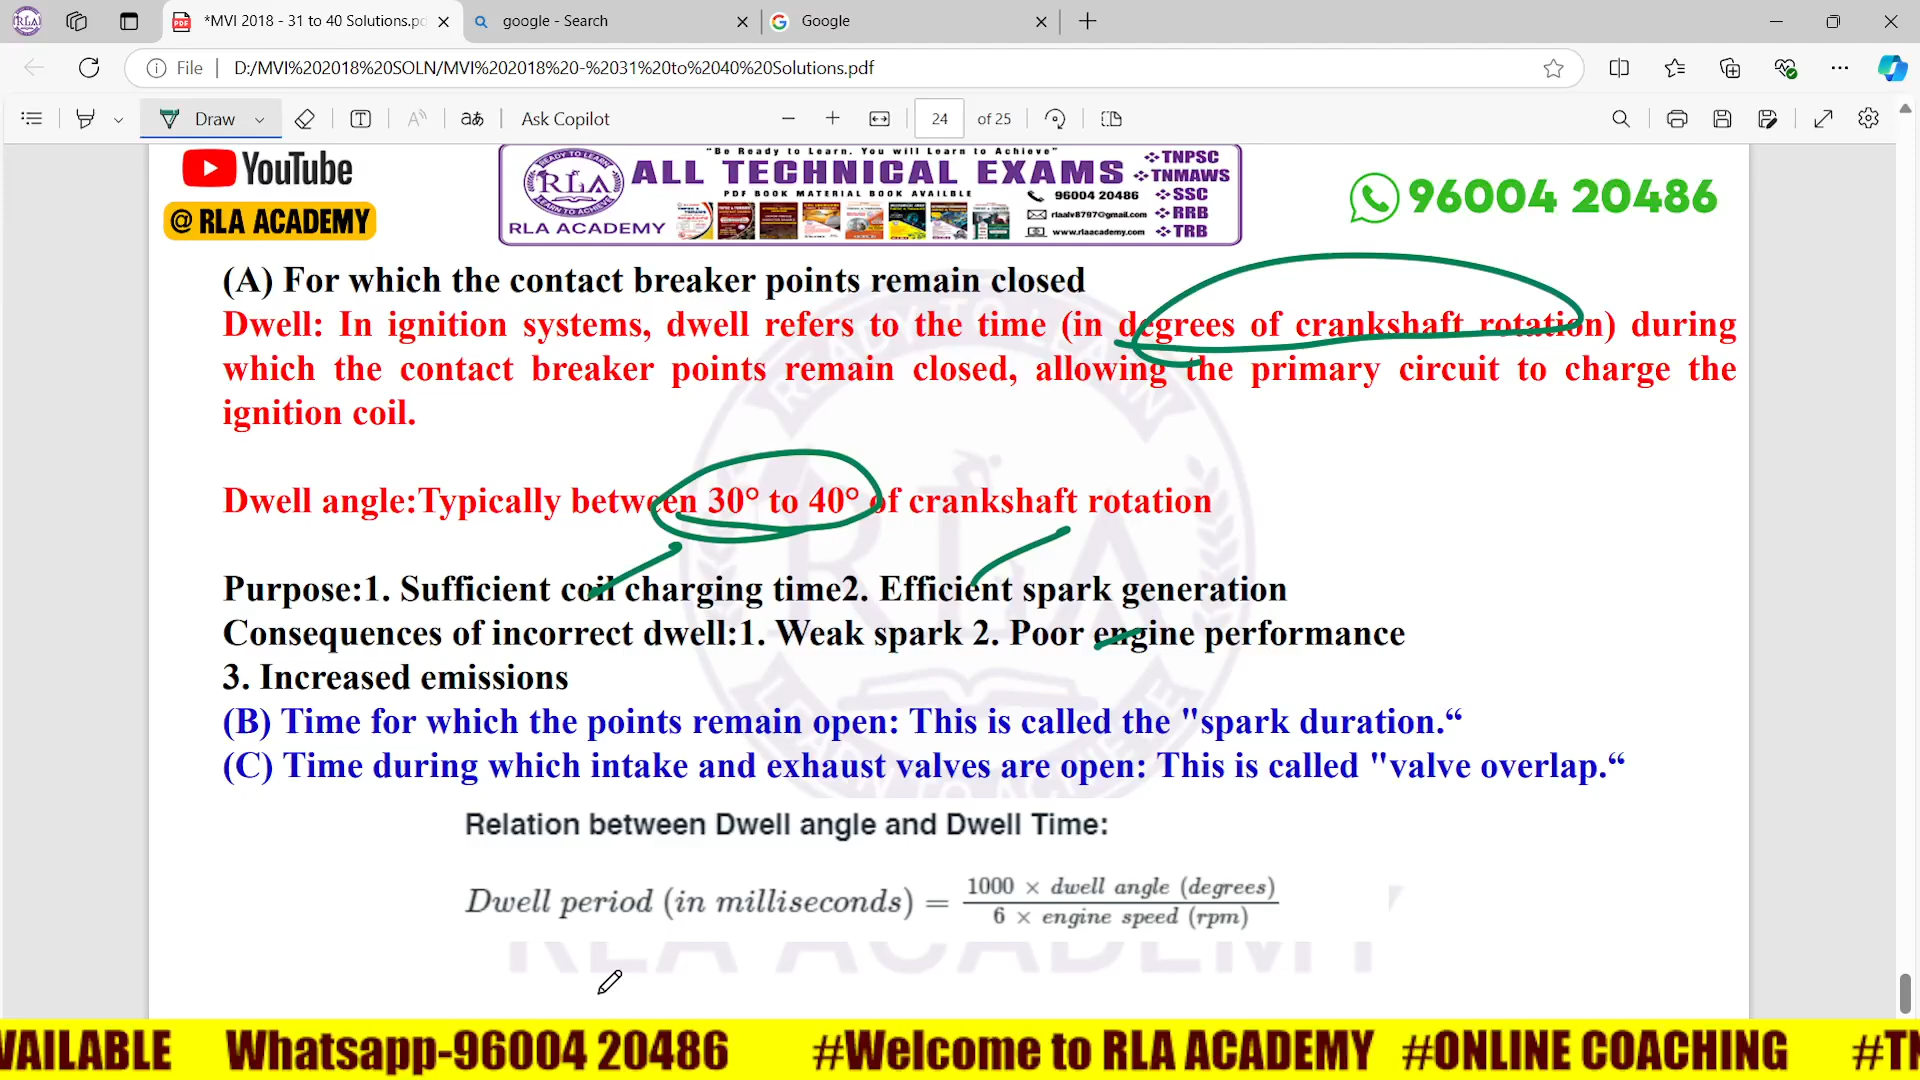 *MVI 2018 - 31 to 40 Solutions.pd
google - Search
Google
File
D:/MVI%202018%20SOLN/MVI%202018%20-%2031%20to%2040%20Solutions.pdf
Draw
Ask Copilot
24 of 25
YouTube
@ RLA ACADEMY
"Be Ready to Learn. You will Learn to Achieve"
RLA
ALL TECHNICAL EXAMS
PDF BOOK MATERIAL BOOK AVAILBLE
RLA ACADEMY
96004 20486
rlaalv8797@gmail.com
www.rlaacademy.com
TNPSC
TNMAWS
SSC
RRB
TRB
96004 20486
(A) For which the contact breaker points remain closed
Dwell: In ignition systems, dwell refers to the time (in degrees of crankshaft rotation) during
which the contact breaker points remain closed, allowing the primary circuit to charge the
ignition coil.
Dwell angle:Typically between 30° to 40° of crankshaft rotation
Purpose:1. Sufficient coil charging time2. Efficient spark generation
Consequences of incorrect dwell:1. Weak spark 2. Poor engine performance
3. Increased emissions
(B) Time for which the points remain open: This is called the "spark duration.“
(C) Time during which intake and exhaust valves are open: This is called "valve overlap.“
Relation between Dwell angle and Dwell Time:
Dwell period (in milliseconds) = 1000 × dwell angle (degrees) / 6 × engine speed (rpm)
RLA ACADEMY
VAILABLE Whatsapp-96004 20486 #Welcome to RLA ACADEMY #ONLINE COACHING #TN